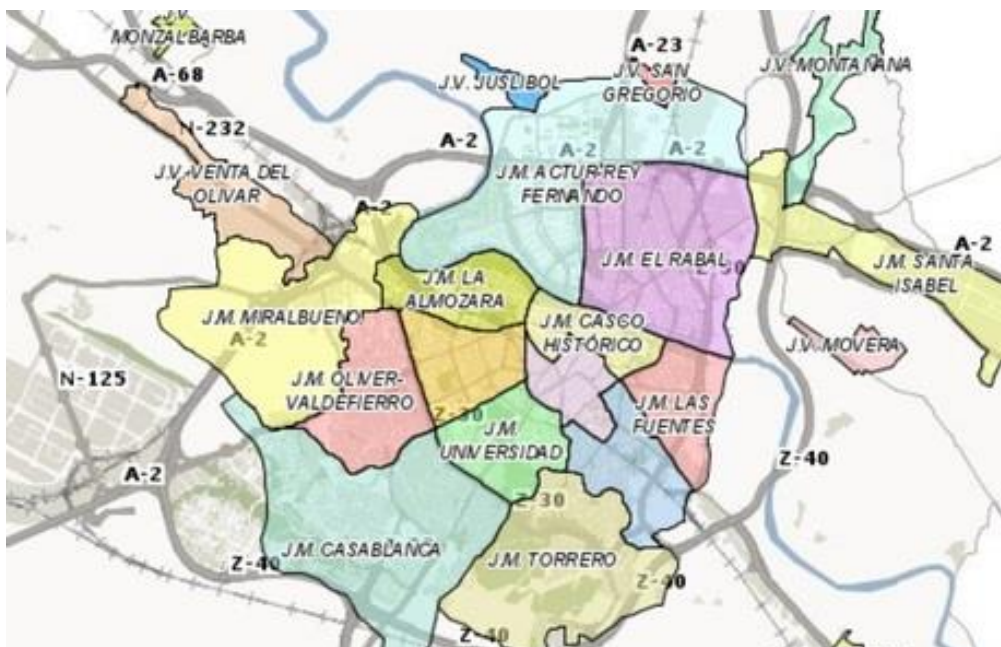 J.V.
MONZALBARBA
A-68
N-232
J.V. VENTA DEL
OLIVAR
A-2
J.V. JUSLIBOL
A-23
J.V. SAN
GREGORIO
J.V. MONTAÑANA
A-2
A-2
A-2
J.M. ACTUR-REY
FERNANDO
J.M. EL RABAL
Z-30
A-2
J.M. SANTA
ISABEL
J.M. LA
ALMOZARA
J.M. MIRALBUENO
A-2
J.M. CASCO
HISTÓRICO
J.V. MOVERA
N-125
J.M. OLIVER-
VALDEFIERRO
Z-30
J.M.
UNIVERSIDAD
J.M. LAS
FUENTES
A-2
Z-40
Z-30
J.M. CASABLANCA
Z-40
J.M. TORRERO
Z-40
Z-40